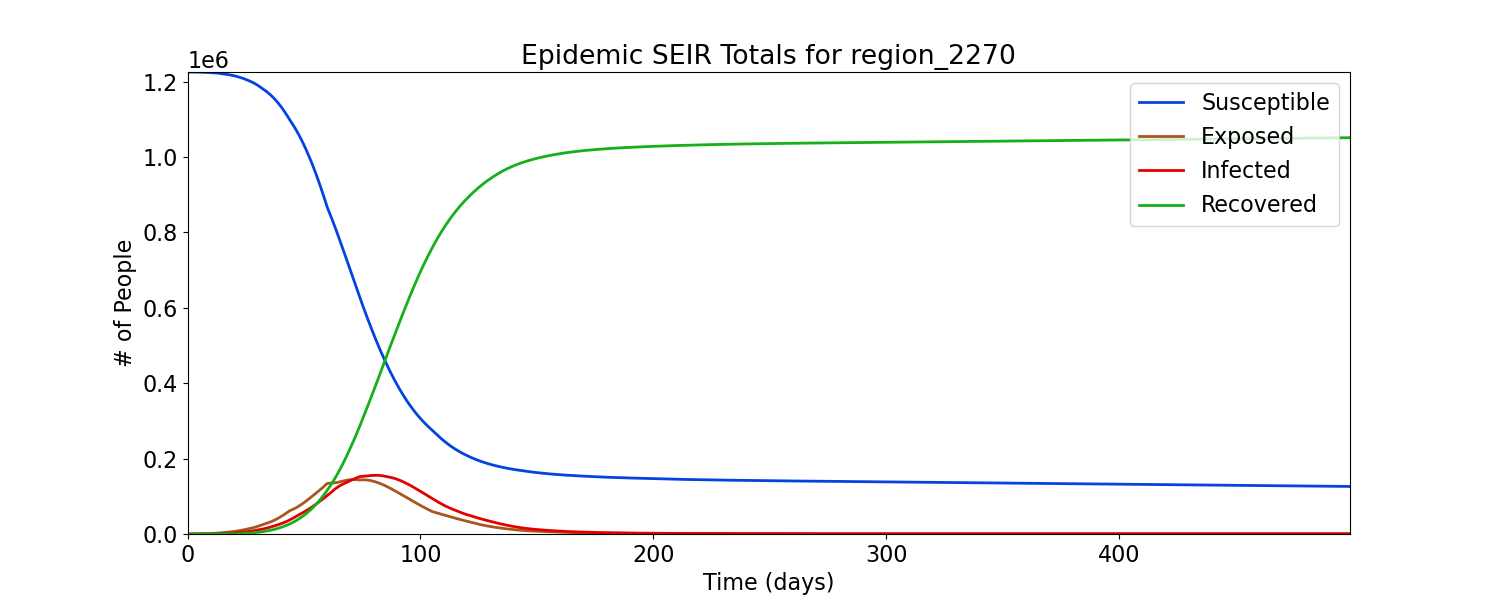 Epidemic SEIR Totals for region_2270
1e6
1.2
1.0
0.8
0.6
0.4
0.2
0.0
# of People
0
100
200
300
400
Time (days)
Susceptible
Exposed
Infected
Recovered